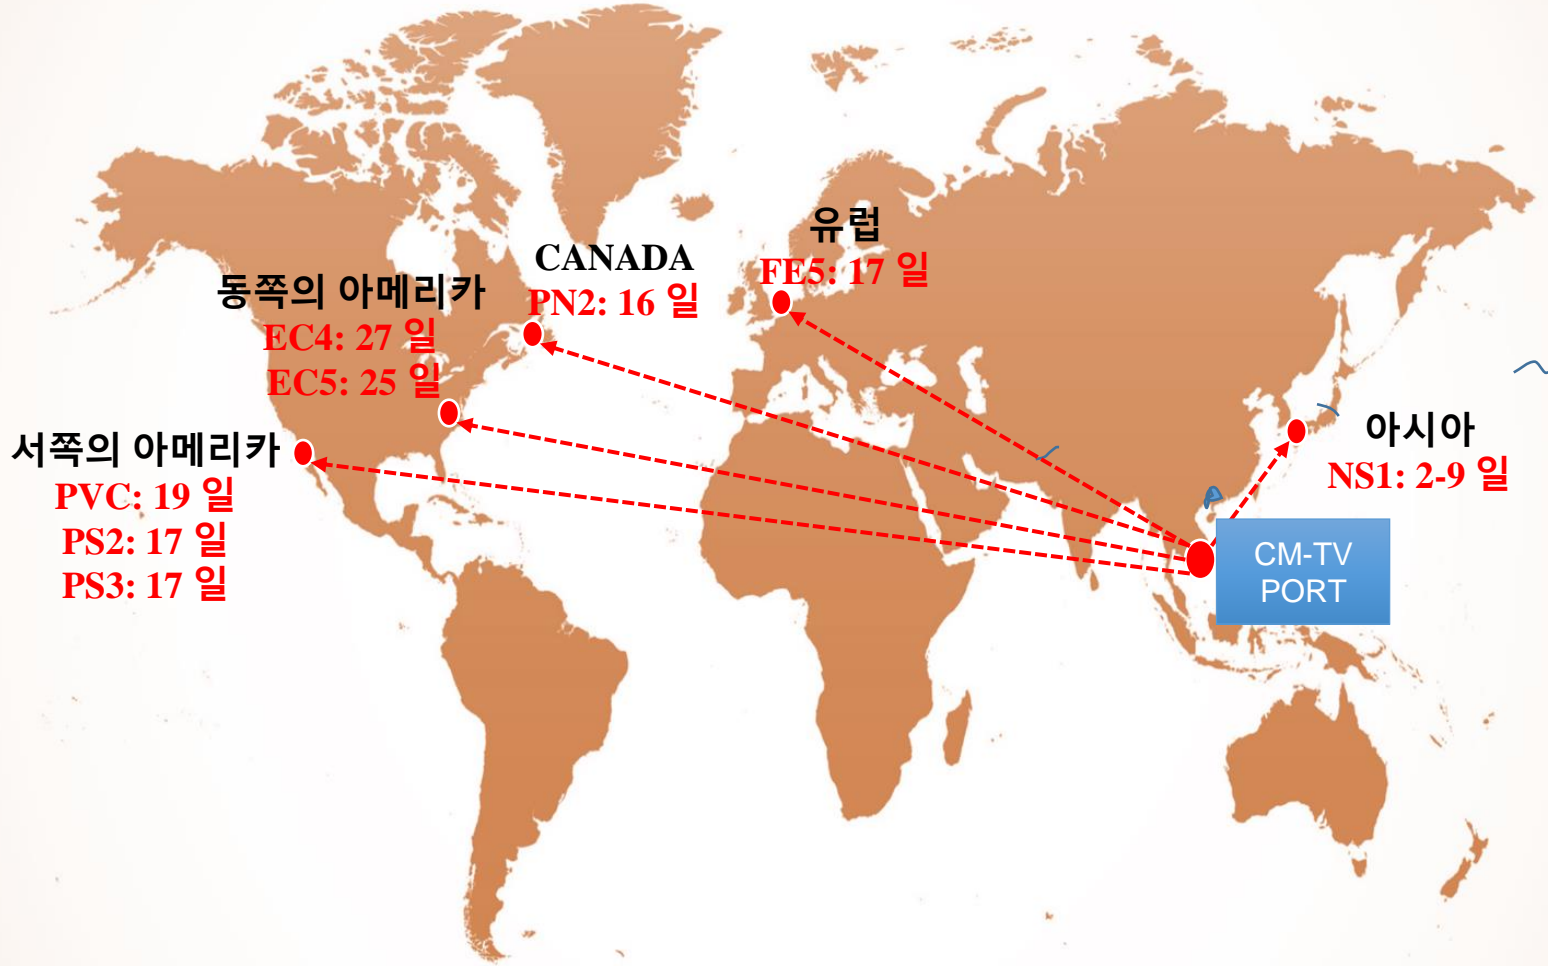 유럽
FE5: 17 일
CANADA
PN2: 16 일
동쪽의 아메리카
EC4: 27 일
EC5: 25 일
서쪽의 아메리카
PVC: 19 일
PS2: 17 일
PS3: 17 일
아시아
NS1: 2-9 일
CM-TV
PORT